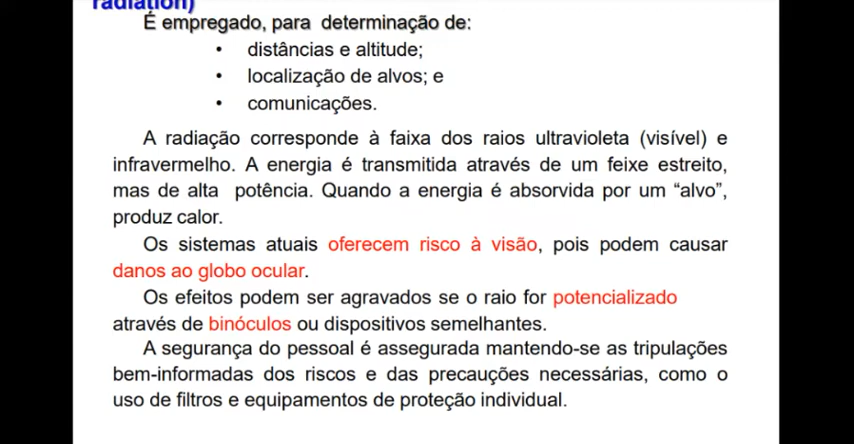 radiation)
É empregado, para determinação de:
• distâncias e altitude;
• localização de alvos; e
• comunicações.
A radiação corresponde à faixa dos raios ultravioleta (visível) e
infravermelho. A energia é transmitida através de um feixe estreito,
mas de alta potência. Quando a energia é absorvida por um “alvo”,
produz calor.
Os sistemas atuais oferecem risco à visão, pois podem causar
danos ao globo ocular.
Os efeitos podem ser agravados se o raio for potencializado
através de binóculos ou dispositivos semelhantes.
A segurança do pessoal é assegurada mantendo-se as tripulações
bem-informadas dos riscos e das precauções necessárias, como o
uso de filtros e equipamentos de proteção individual.